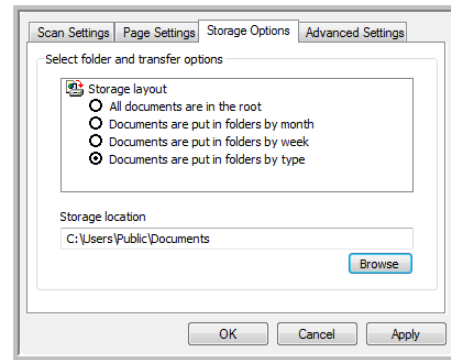 Scan Settings Page Settings Storage Options Advanced Settings
Select folder and transfer options
Storage layout
All documents are in the root
Documents are put in folders by month
Documents are put in folders by week
Documents are put in folders by type
Storage location
C:\Users\Public\Documents
Browse
OK Cancel Apply